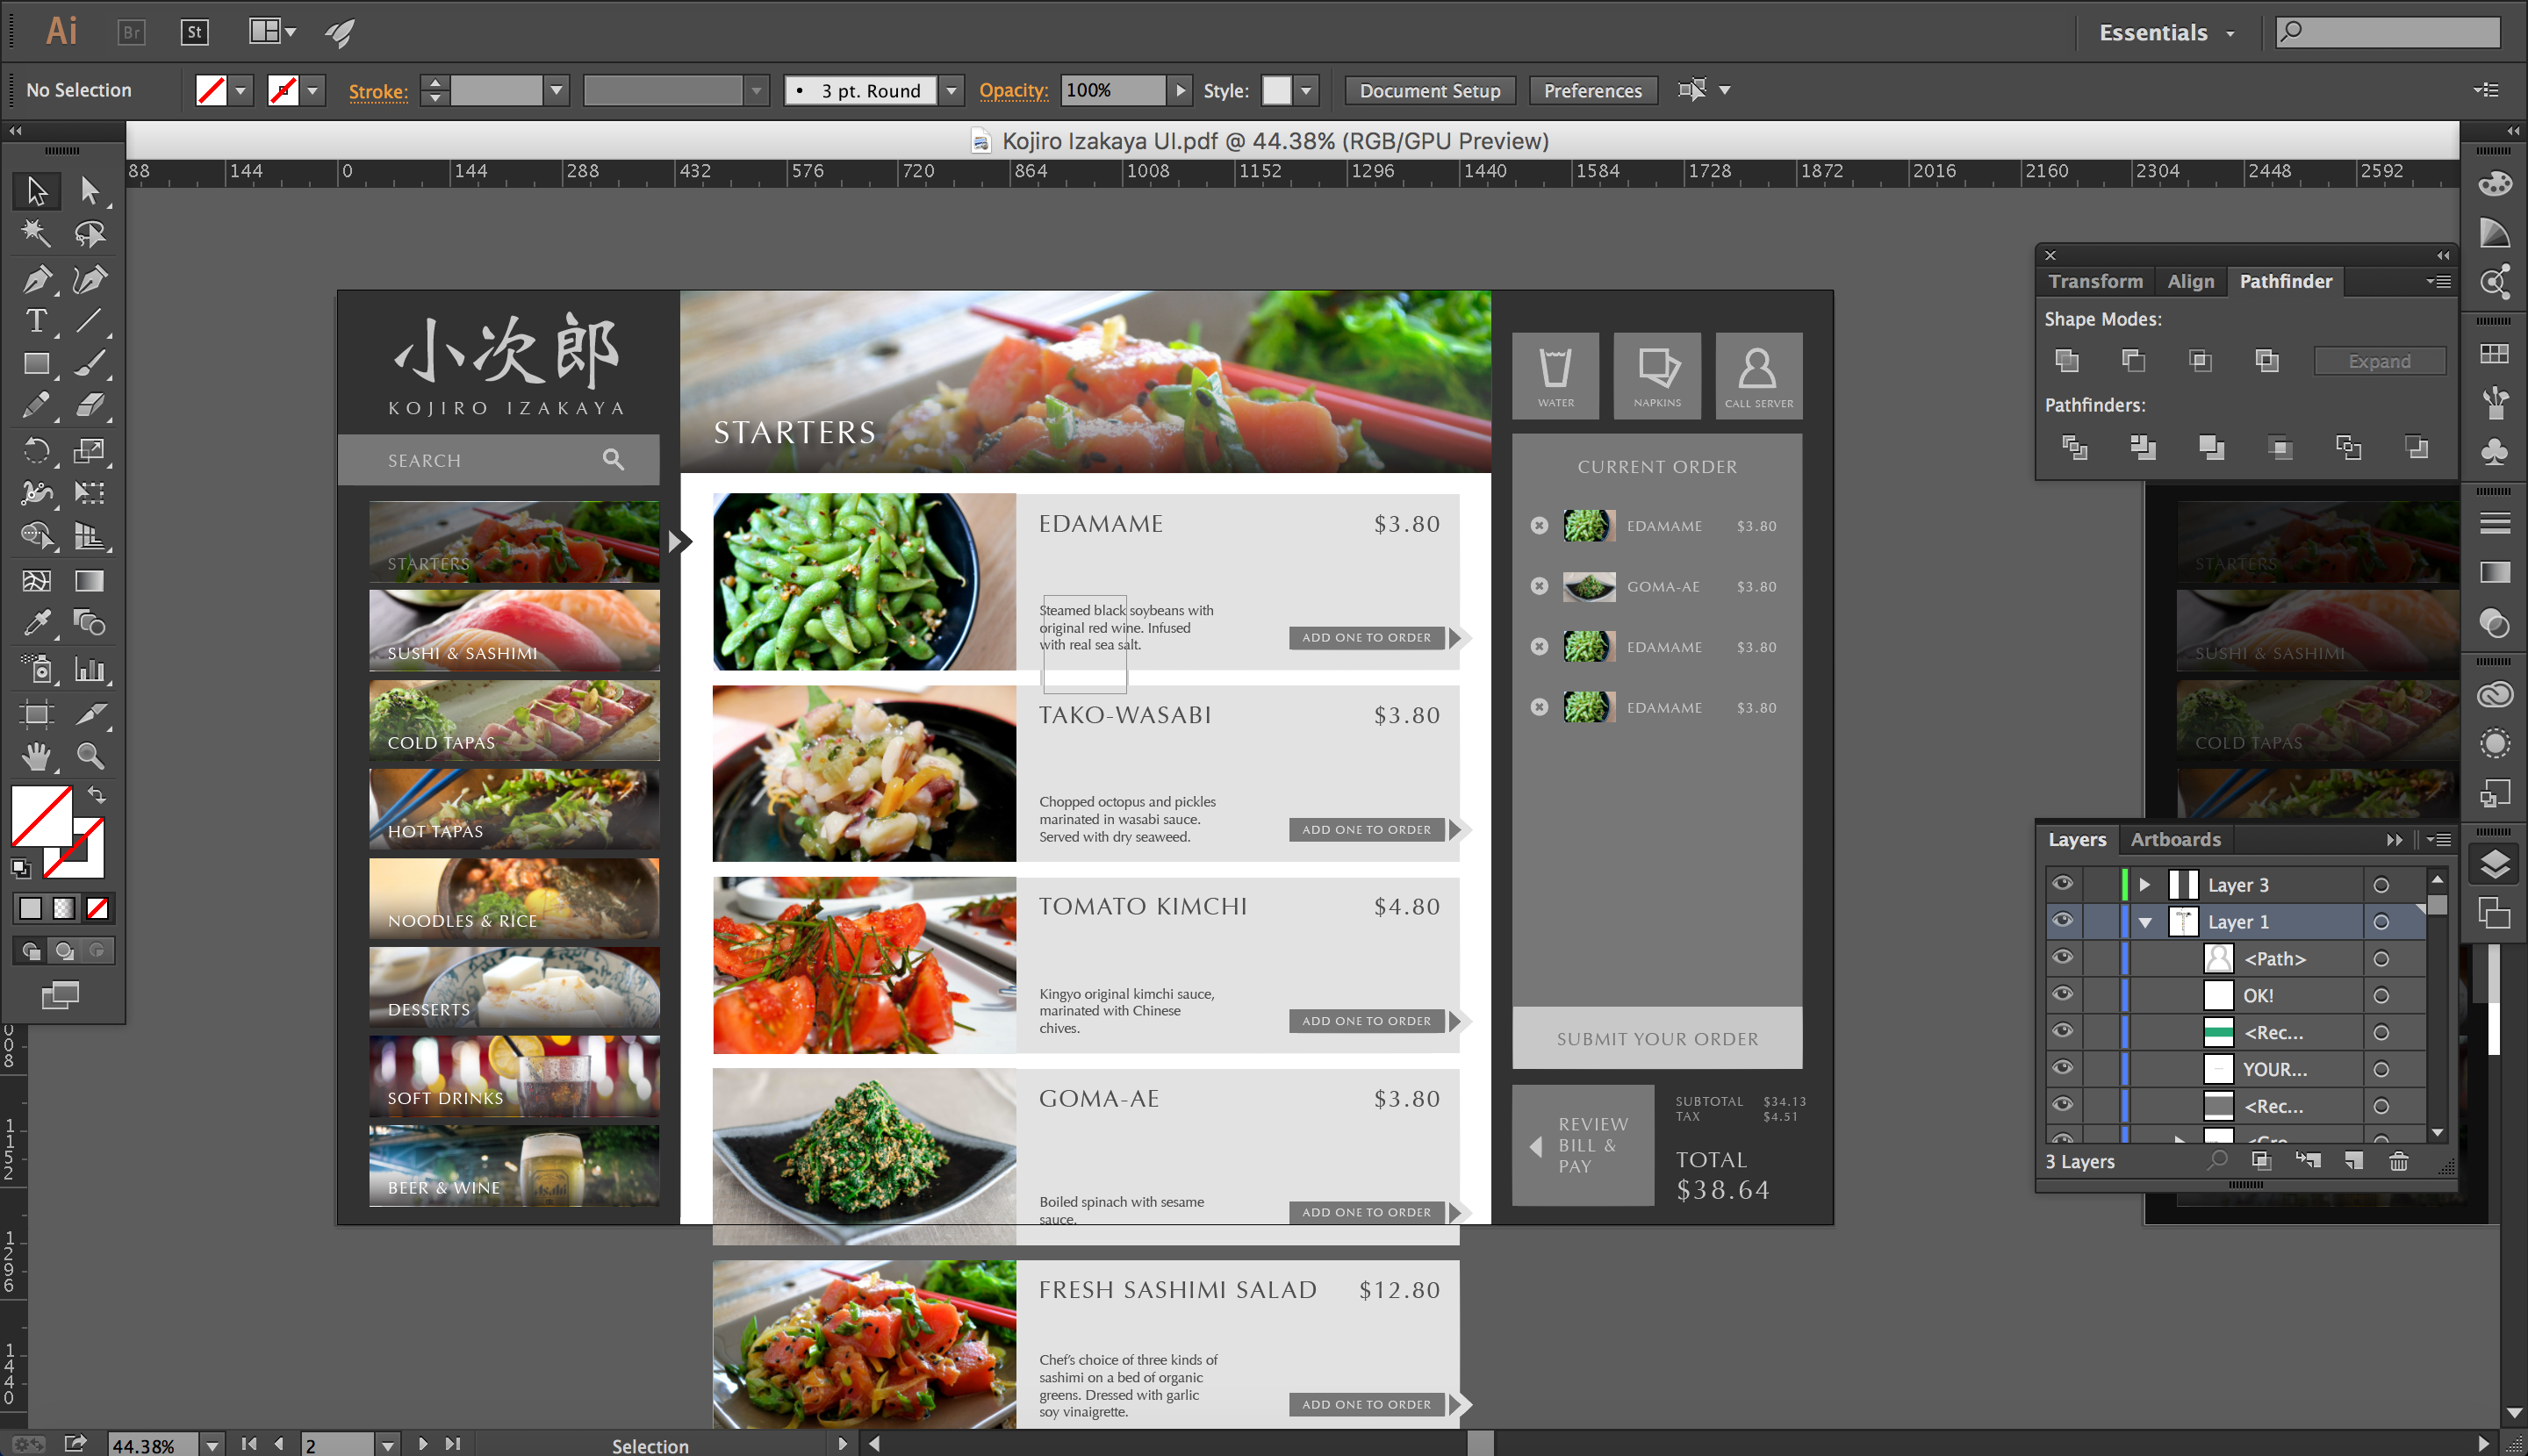 Ai
Br
St
Essentials
No Selection
Stroke:
3 pt. Round
Opacity:
100%
Style:
Document Setup
Preferences
Kojiro Izakaya UI.pdf @ 44.38% (RGB/GPU Preview)
88 144 0 144 288 432 576 720 864 1008 1152 1296 1440 1584 1728 1872 2016 2160 2304 2448 2592
小次郎
KOJIRO IZAKAYA
SEARCH
STARTERS
SUSHI & SASHIMI
COLD TAPAS
HOT TAPAS
NOODLES & RICE
DESSERTS
SOFT DRINKS
BEER & WINE
STARTERS
EDAMAME
$3.80
Steamed black soybeans with
original red wine. Infused
with real sea salt.
ADD ONE TO ORDER
TAKO-WASABI
$3.80
Chopped octopus and pickles
marinated in wasabi sauce.
Served with dry seaweed.
ADD ONE TO ORDER
TOMATO KIMCHI
$4.80
Kingyo original kimchi sauce,
marinated with Chinese
chives.
ADD ONE TO ORDER
GOMA-AE
$3.80
Boiled spinach with sesame
sauce.
ADD ONE TO ORDER
FRESH SASHIMI SALAD
$12.80
Chef's choice of three kinds of
sashimi on a bed of organic
greens. Dressed with garlic
soy vinaigrette.
ADD ONE TO ORDER
WATER
NAPKINS
CALL SERVER
CURRENT ORDER
EDAMAME $3.80
GOMA-AE $3.80
EDAMAME $3.80
EDAMAME $3.80
SUBMIT YOUR ORDER
REVIEW
BILL &
PAY
SUBTOTAL $34.13
TAX $4.51
TOTAL
$38.64
Transform
Align
Pathfinder
Shape Modes:
Expand
Pathfinders:
STARTERS
SUSHI & SASHIMI
COLD TAPAS
Layers
Artboards
Layer 3
Layer 1
<Path>
OK!
<Rec...
YOUR...
<Rec...
3 Layers
008
1152
1296
1440
44.38%
2
Selection